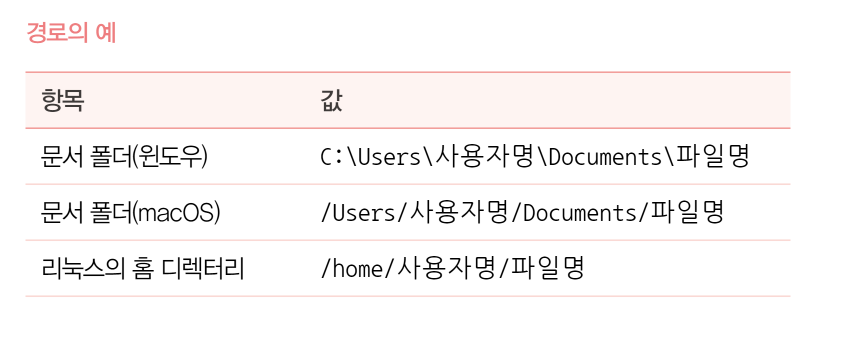 경로의 예
항목 값
문서 폴더(윈도우) C:\Users\사용자명\Documents\파일명
문서 폴더(macOS) /Users/사용자명/Documents/파일명
리눅스의 홈 디렉터리 /home/사용자명/파일명